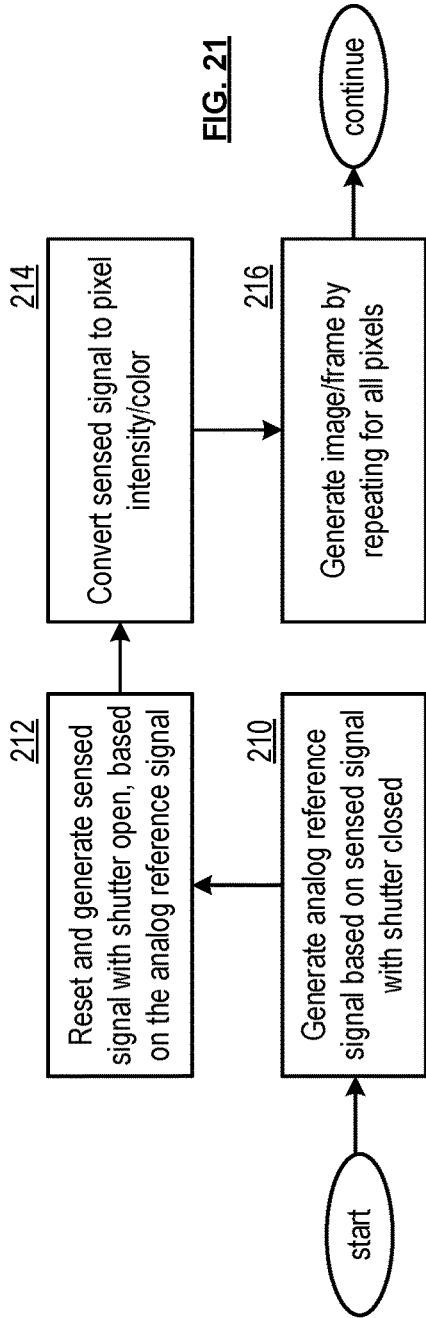 start
210
Generate analog reference
signal based on sensed signal
with shutter closed
212
Reset and generate sensed
signal with shutter open, based
on the analog reference signal
214
Convert sensed signal to pixel
intensity/color
216
Generate image/frame by
repeating for all pixels
continue
FIG. 21